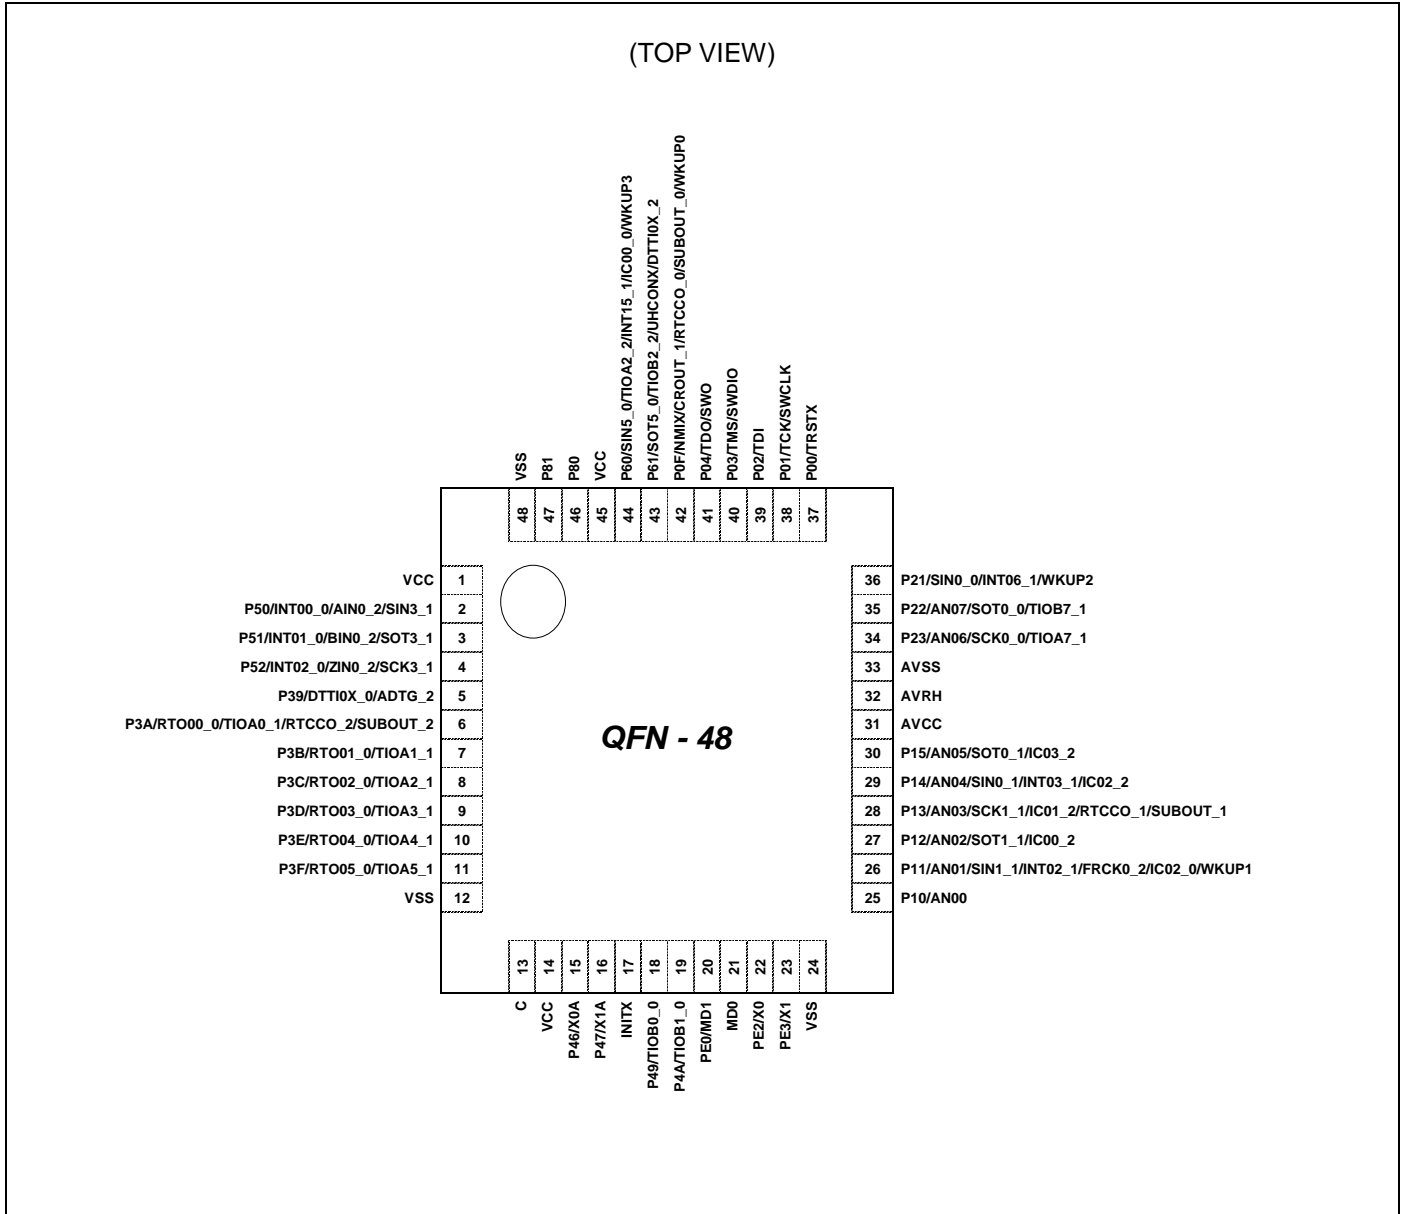 (TOP VIEW)
VSS
P81
P80
VCC
P60/SIN5_0/TIOA2_2/INT15_1/IC00_0/WKUP3
P61/SOT5_0/TIOB2_2/UHCONX/DTTI0X_2
P0F/NMIX/CROUT_1/RTCCO_0/SUBOUT_0/WKUP0
P04/TDO/SWO
P03/TMS/SWDIO
P02/TDI
P01/TCK/SWCLK
P00/TRSTX
48
47
46
45
44
43
42
41
40
39
38
37
VCC 1
P50/INT00_0/AIN0_2/SIN3_1 2
P51/INT01_0/BIN0_2/SOT3_1 3
P52/INT02_0/ZIN0_2/SCK3_1 4
P39/DTTI0X_0/ADTG_2 5
P3A/RTO00_0/TIOA0_1/RTCCO_2/SUBOUT_2 6
P3B/RTO01_0/TIOA1_1 7
P3C/RTO02_0/TIOA2_1 8
P3D/RTO03_0/TIOA3_1 9
P3E/RTO04_0/TIOA4_1 10
P3F/RTO05_0/TIOA5_1 11
VSS 12
QFN - 48
36 P21/SIN0_0/INT06_1/WKUP2
35 P22/AN07/SOT0_0/TIOB7_1
34 P23/AN06/SCK0_0/TIOA7_1
33 AVSS
32 AVRH
31 AVCC
30 P15/AN05/SOT0_1/IC03_2
29 P14/AN04/SIN0_1/INT03_1/IC02_2
28 P13/AN03/SCK1_1/IC01_2/RTCCO_1/SUBOUT_1
27 P12/AN02/SOT1_1/IC00_2
26 P11/AN01/SIN1_1/INT02_1/FRCK0_2/IC02_0/WKUP1
25 P10/AN00
13
14
15
16
17
18
19
20
21
22
23
24
C
VCC
P46/X0A
P47/X1A
INITX
P49/TIOB0_0
P4A/TIOB1_0
PE0/MD1
MD0
PE2/X0
PE3/X1
VSS